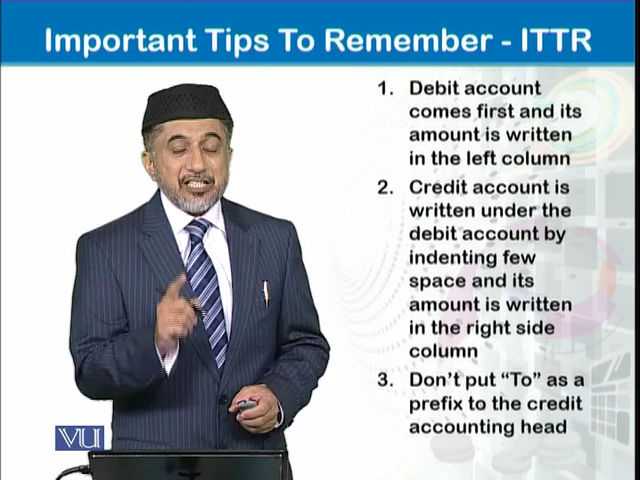 Important Tips To Remember - ITTR
1. Debit account
comes first and its
amount is written
in the left column
2. Credit account is
written under the
debit account by
indenting few
space and its
amount is written
in the right side
column
3. Don't put “To” as a
prefix to the credit
accounting head
VU